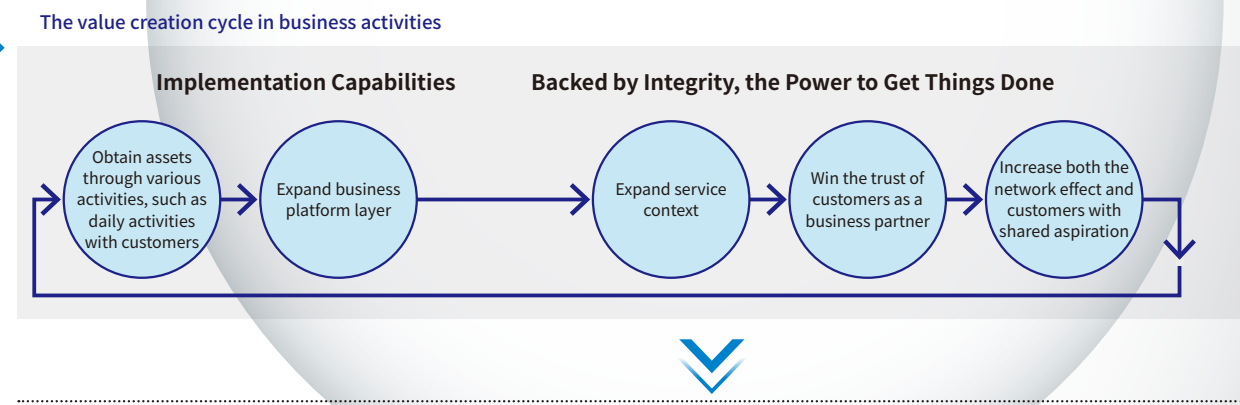 The value creation cycle in business activities
Implementation Capabilities
Backed by Integrity, the Power to Get Things Done
Obtain assets
through various
activities, such as
daily activities
with customers
Expand business
platform layer
Expand service
context
Win the trust of
customers as a
business partner
Increase both the
network effect and
customers with
shared aspiration